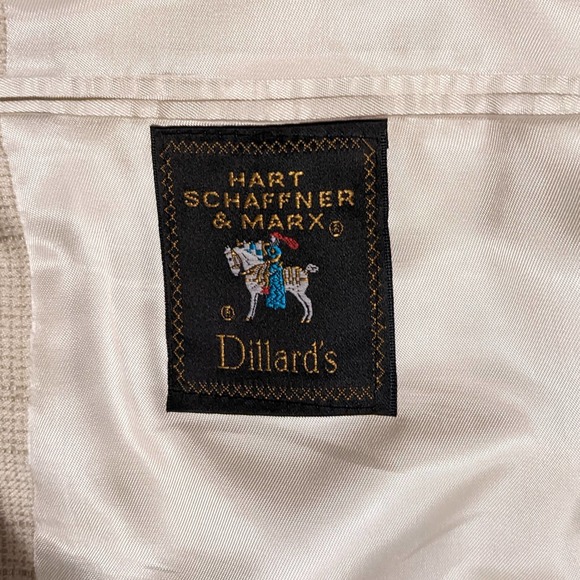 HART
SCHAFFNER
& MARX®
®
Dillard's